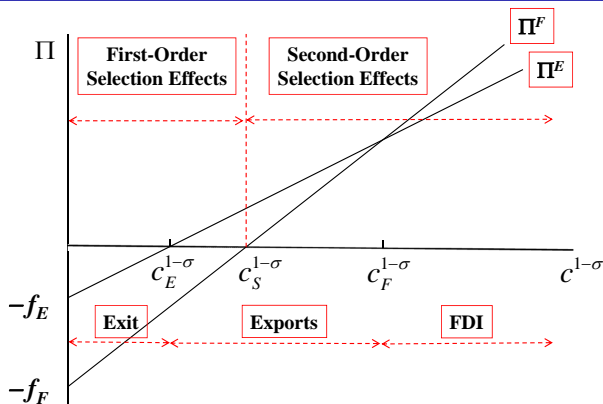 Π
First-Order
Selection Effects
Second-Order
Selection Effects
Π^F
Π^E
c_E^{1−σ}
c_S^{1−σ}
c_F^{1−σ}
c^{1−σ}
−f_E
Exit
Exports
FDI
−f_F